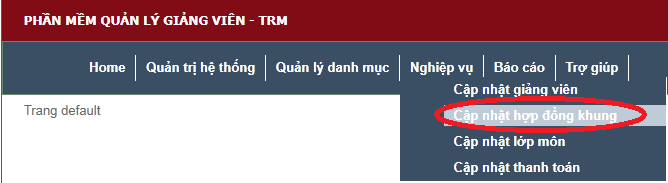 PHẦN MỀM QUẢN LÝ GIẢNG VIÊN - TRM
Home Quản trị hệ thống Quản lý danh mục Nghiệp vụ Báo cáo Trợ giúp
Cập nhật giảng viên
Trang default
Cập nhật hợp đồng khung
Cập nhật lớp môn
Cập nhật thanh toán